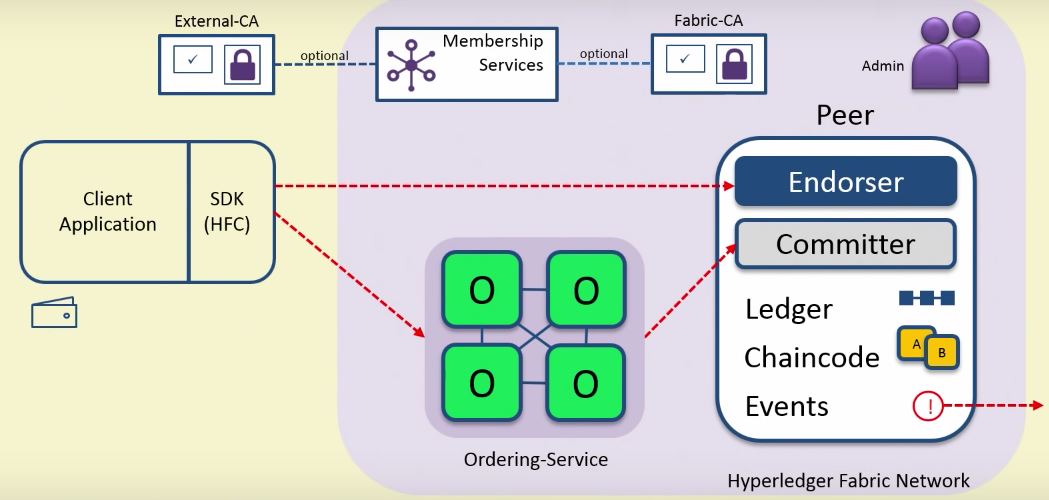 External-CA
✓
optional
Membership
Services
optional
Fabric-CA
✓
Admin
Peer
Client
Application
SDK
(HFC)
Endorser
Committer
O
O
O
O
Ledger
Chaincode
A
B
Events
!
Ordering-Service
Hyperledger Fabric Network